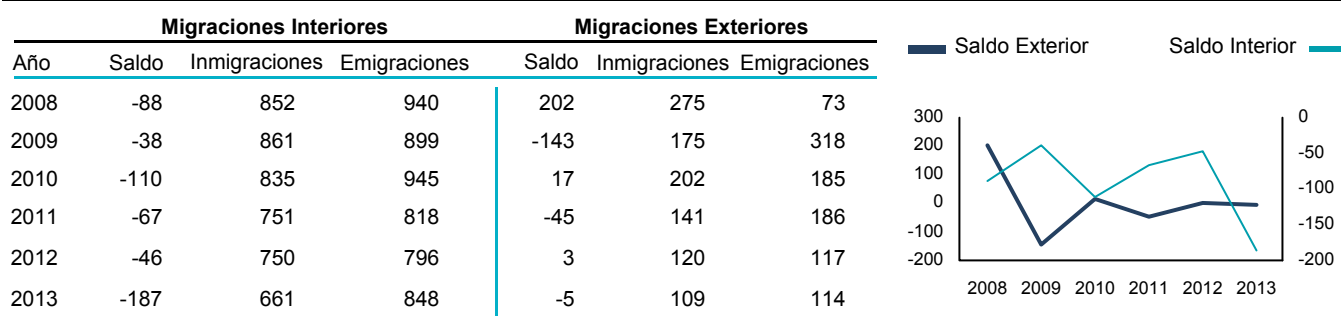 Migraciones Interiores Migraciones Exteriores
Año Saldo Inmigraciones Emigraciones Saldo Inmigraciones Emigraciones
2008 -88 852 940 202 275 73
2009 -38 861 899 -143 175 318
2010 -110 835 945 17 202 185
2011 -67 751 818 -45 141 186
2012 -46 750 796 3 120 117
2013 -187 661 848 -5 109 114
Saldo Exterior Saldo Interior
300 0
200 -50
100 -100
0 -150
-100 -200
-200
2008 2009 2010 2011 2012 2013